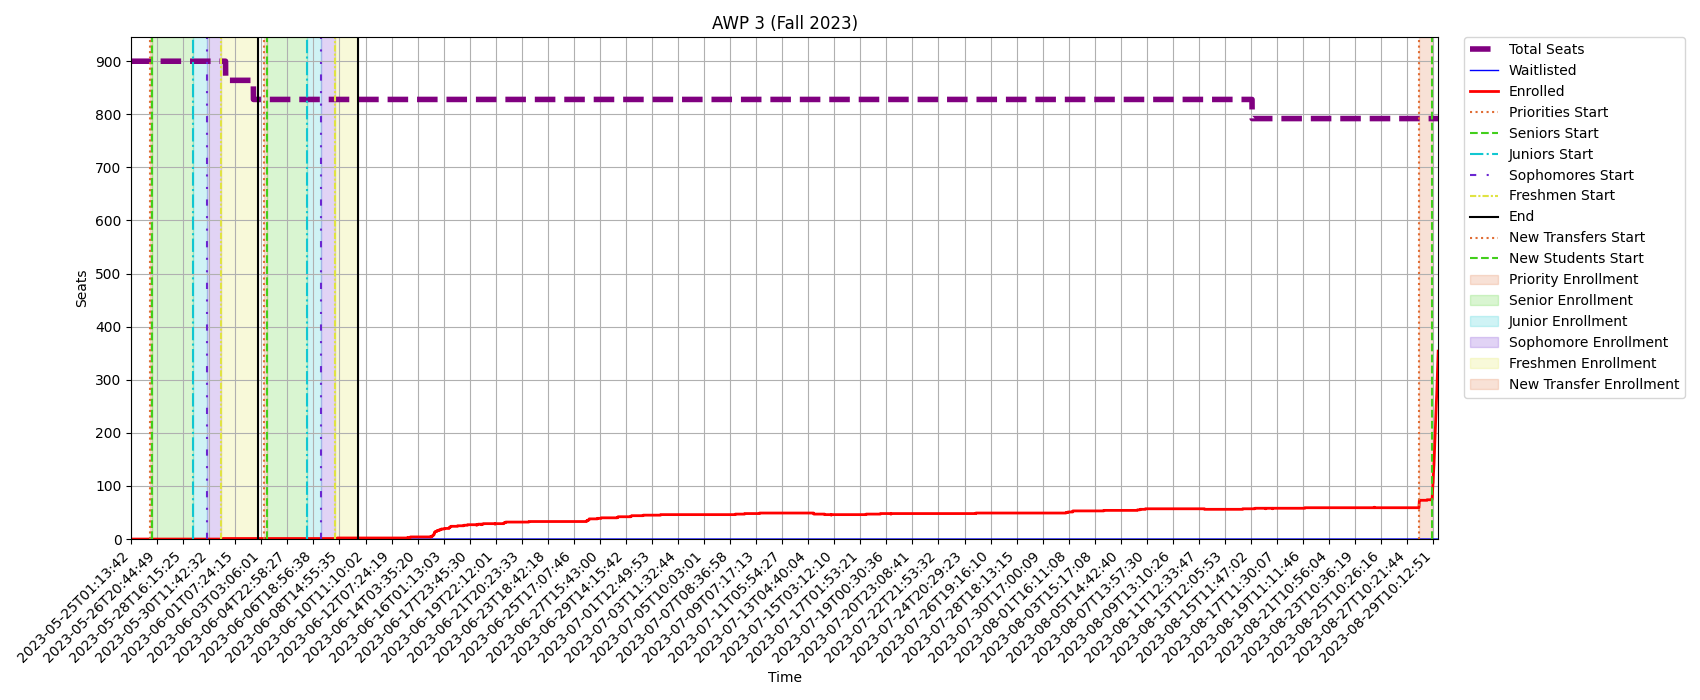 AWP 3 (Fall 2023)
Seats
900
800
700
600
500
400
300
200
100
0
2023-05-25T01:13:42
2023-05-26T20:44:49
2023-05-28T16:15:25
2023-05-30T11:42:32
2023-06-01T07:24:15
2023-06-03T03:06:01
2023-06-04T22:58:27
2023-06-06T18:56:38
2023-06-08T14:55:35
2023-06-10T11:10:02
2023-06-12T07:24:19
2023-06-14T03:35:20
2023-06-16T01:13:03
2023-06-17T23:45:30
2023-06-19T22:12:01
2023-06-21T20:23:33
2023-06-23T18:42:18
2023-06-25T17:07:46
2023-06-27T15:43:00
2023-06-29T14:15:42
2023-07-01T12:49:53
2023-07-03T11:32:44
2023-07-05T10:03:01
2023-07-07T08:36:58
2023-07-09T07:17:13
2023-07-11T05:54:27
2023-07-13T04:40:04
2023-07-15T03:12:10
2023-07-17T01:53:21
2023-07-19T00:30:36
2023-07-20T23:08:41
2023-07-22T21:53:32
2023-07-24T20:29:23
2023-07-26T19:16:10
2023-07-28T18:13:15
2023-07-30T17:00:09
2023-08-01T16:11:08
2023-08-03T15:17:08
2023-08-05T14:42:40
2023-08-07T13:57:30
2023-08-09T13:10:26
2023-08-11T12:33:47
2023-08-13T12:05:53
2023-08-15T11:47:02
2023-08-17T11:30:07
2023-08-19T11:11:46
2023-08-21T10:56:04
2023-08-23T10:36:19
2023-08-25T10:26:16
2023-08-27T10:21:44
2023-08-29T10:12:51
Time
Total Seats
Waitlisted
Enrolled
Priorities Start
Seniors Start
Juniors Start
Sophomores Start
Freshmen Start
End
New Transfers Start
New Students Start
Priority Enrollment
Senior Enrollment
Junior Enrollment
Sophomore Enrollment
Freshmen Enrollment
New Transfer Enrollment